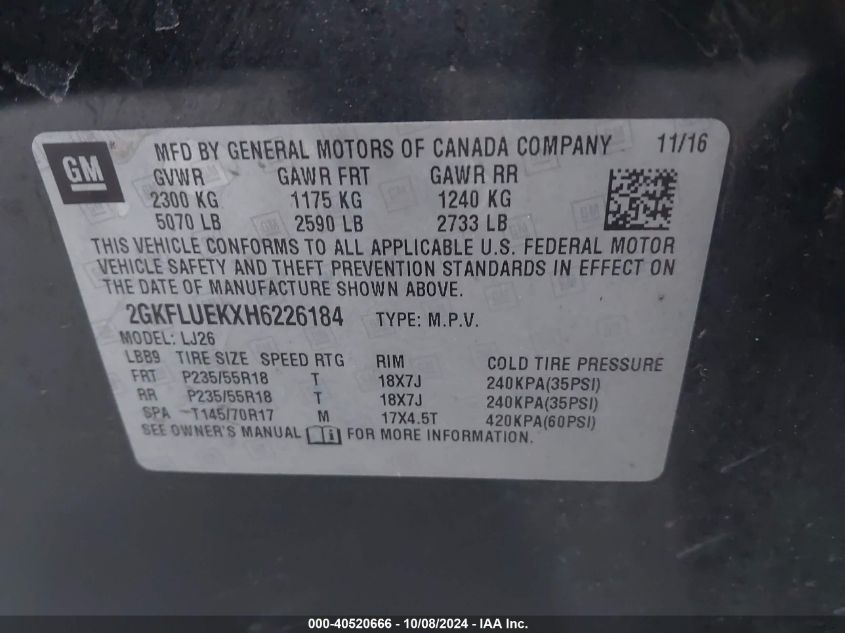 GM
MFD BY GENERAL MOTORS OF CANADA COMPANY 11/16
GVWR GAWR FRT GAWR RR
2300 KG 1175 KG 1240 KG
5070 LB 2590 LB 2733 LB
THIS VEHICLE CONFORMS TO ALL APPLICABLE U.S. FEDERAL MOTOR
VEHICLE SAFETY AND THEFT PREVENTION STANDARDS IN EFFECT ON
THE DATE OF MANUFACTURE SHOWN ABOVE.
2GKFLUEKXH6226184 TYPE: M.P.V.
MODEL: LJ26
LBB9 TIRE SIZE SPEED RTG RIM COLD TIRE PRESSURE
FRT P235/55R18 T 18X7J 240KPA(35PSI)
RR P235/55R18 T 18X7J 240KPA(35PSI)
SPA T145/70R17 M 17X4.5T 420KPA(60PSI)
SEE OWNER'S MANUAL i FOR MORE INFORMATION.
000-40520666 - 10/08/2024 - IAA Inc.